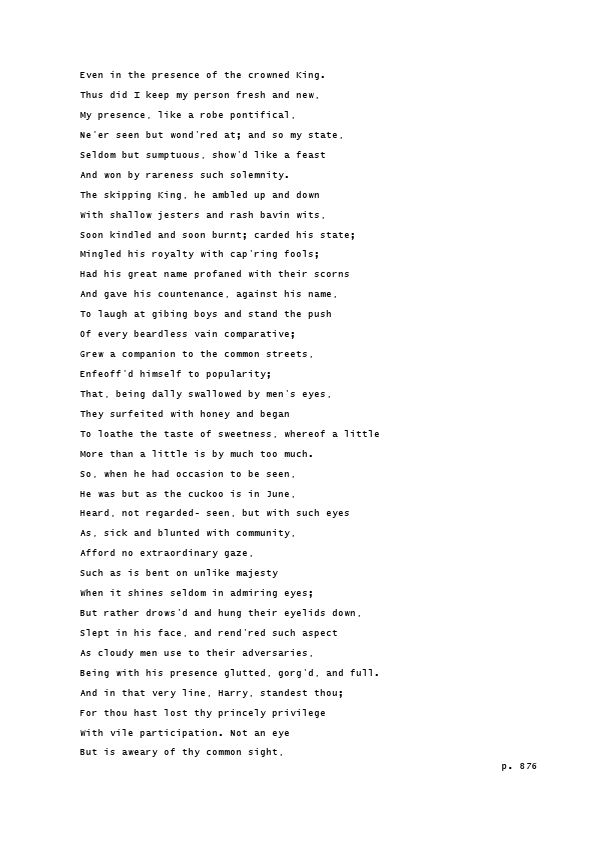 Even in the presence of the crowned King.
Thus did I keep my person fresh and new,
My presence, like a robe pontifical,
Ne'er seen but wond'red at; and so my state,
Seldom but sumptuous, show'd like a feast
And won by rareness such solemnity.
The skipping King, he ambled up and down
With shallow jesters and rash bavin wits,
Soon kindled and soon burnt; carded his state;
Mingled his royalty with cap'ring fools;
Had his great name profaned with their scorns
And gave his countenance, against his name,
To laugh at gibing boys and stand the push
Of every beardless vain comparative;
Grew a companion to the common streets,
Enfeoff'd himself to popularity;
That, being dally swallowed by men's eyes,
They surfeited with honey and began
To loathe the taste of sweetness, whereof a little
More than a little is by much too much.
So, when he had occasion to be seen,
He was but as the cuckoo is in June,
Heard, not regarded- seen, but with such eyes
As, sick and blunted with community,
Afford no extraordinary gaze,
Such as is bent on unlike majesty
When it shines seldom in admiring eyes;
But rather drows'd and hung their eyelids down,
Slept in his face, and rend'red such aspect
As cloudy men use to their adversaries,
Being with his presence glutted, gorg'd, and full.
And in that very line, Harry, standest thou;
For thou hast lost thy princely privilege
With vile participation. Not an eye
But is aweary of thy common sight,
p. 876